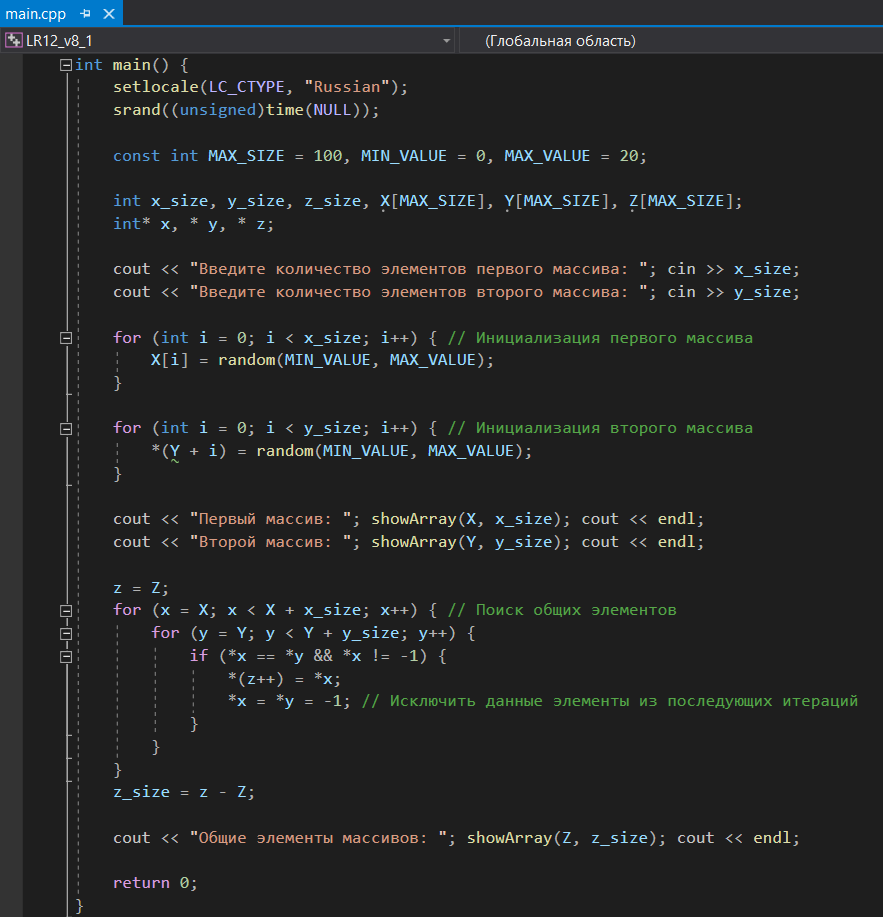 main.cpp
LR12_v8_1 (Глобальная область)
int main() {
    setlocale(LC_CTYPE, "Russian");
    srand((unsigned)time(NULL));

    const int MAX_SIZE = 100, MIN_VALUE = 0, MAX_VALUE = 20;

    int x_size, y_size, z_size, X[MAX_SIZE], Y[MAX_SIZE], Z[MAX_SIZE];
    int* x, * y, * z;

    cout << "Введите количество элементов первого массива: "; cin >> x_size;
    cout << "Введите количество элементов второго массива: "; cin >> y_size;

    for (int i = 0; i < x_size; i++) { // Инициализация первого массива
        X[i] = random(MIN_VALUE, MAX_VALUE);
    }

    for (int i = 0; i < y_size; i++) { // Инициализация второго массива
        *(Y + i) = random(MIN_VALUE, MAX_VALUE);
    }

    cout << "Первый массив: "; showArray(X, x_size); cout << endl;
    cout << "Второй массив: "; showArray(Y, y_size); cout << endl;

    z = Z;
    for (x = X; x < X + x_size; x++) { // Поиск общих элементов
        for (y = Y; y < Y + y_size; y++) {
            if (*x == *y && *x != -1) {
                *(z++) = *x;
                *x = *y = -1; // Исключить данные элементы из последующих итераций
            }
        }
    }
    z_size = z - Z;

    cout << "Общие элементы массивов: "; showArray(Z, z_size); cout << endl;

    return 0;
}